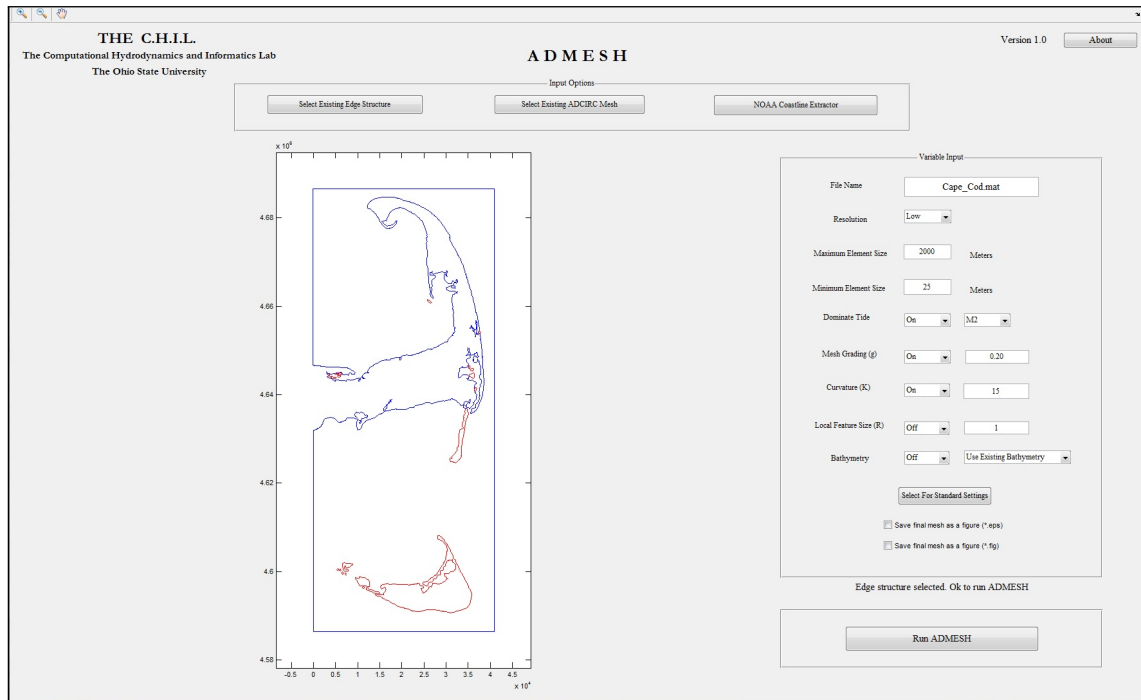 THE C.H.I.L.
The Computational Hydrodynamics and Informatics Lab
The Ohio State University
A D M E S H
Version 1.0
About
Input Options
Select Existing Edge Structure
Select Existing ADCIRC Mesh
NOAA Coastline Extractor
x 10^6
4.68
4.66
4.64
4.62
4.6
4.58
-0.5 0 0.5 1 1.5 2 2.5 3 3.5 4 4.5
x 10^4
Variable Input
File Name Cape_Cod.mat
Resolution Low
Maximum Element Size 2000 Meters
Minimum Element Size 25 Meters
Dominate Tide On M2
Mesh Grading (g) On 0.20
Curvature (K) On 15
Local Feature Size (R) Off 1
Bathymetry Off Use Existing Bathymetry
Select For Standard Settings
Save final mesh as a figure (*.eps)
Save final mesh as a figure (*.fig)
Edge structure selected. Ok to run ADMESH
Run ADMESH